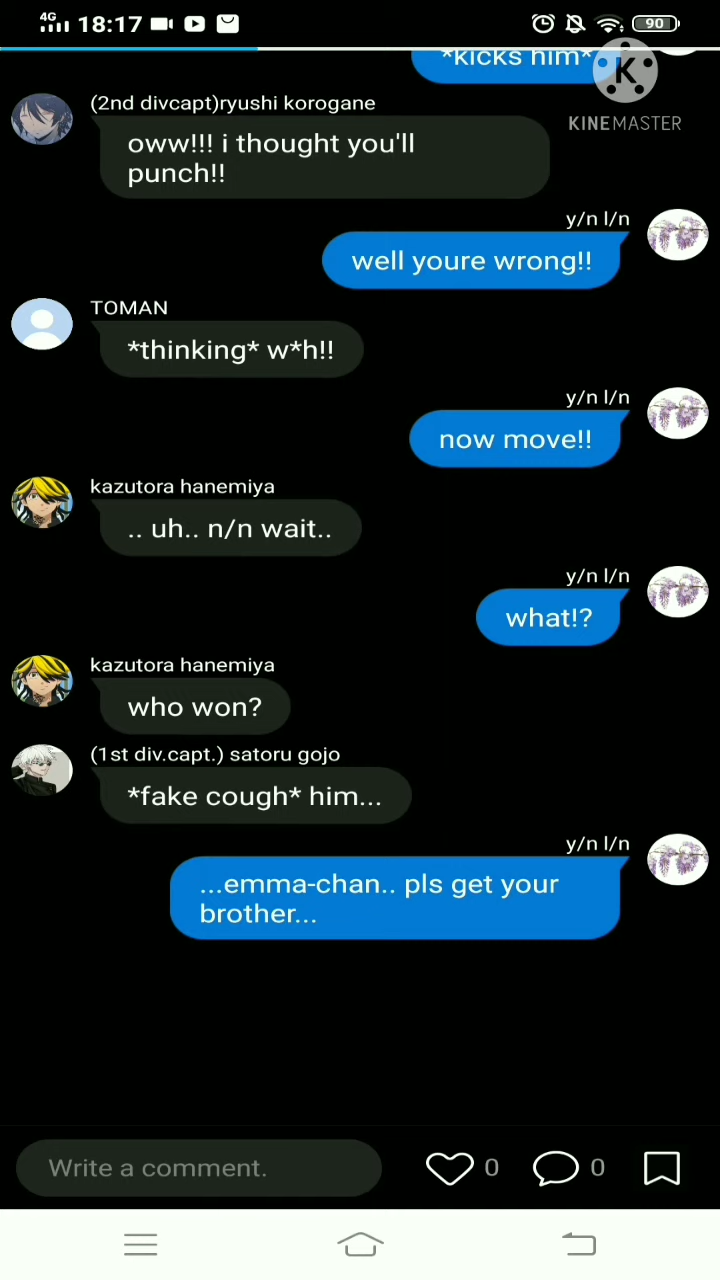 4G 18:17 90
*kicks him*
K
KINEMASTER
(2nd divcapt)ryushi korogane
oww!!! i thought you'll
punch!!
y/n l/n
well youre wrong!!
TOMAN
*thinking* w*h!!
y/n l/n
now move!!
kazutora hanemiya
.. uh.. n/n wait..
y/n l/n
what!?
kazutora hanemiya
who won?
(1st div.capt.) satoru gojo
*fake cough* him...
y/n l/n
...emma-chan.. pls get your
brother...
Write a comment. 0 0